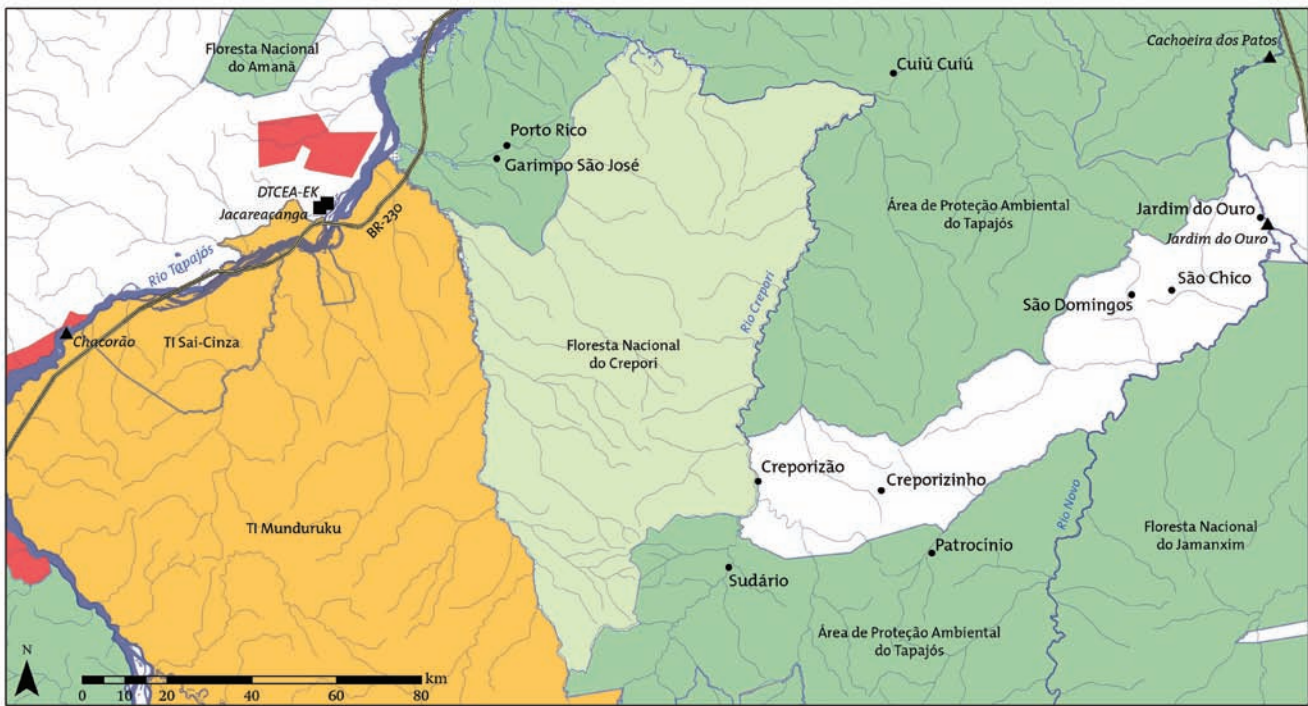 Floresta Nacional
do Amanã
Cachoeira dos Patos
Cuiú Cuiú
Porto Rico
Garimpo São José
DTCEA-EK
Jacareacanga
BR-230
Rio Tapajós
Área de Proteção Ambiental
do Tapajós
Jardim do Ouro
Jardim do Ouro
São Chico
São Domingos
Rio Crepori
Chacorão
TI Sai-Cinza
Floresta Nacional
do Crepori
Creporizão
Creporizinho
Rio Novo
TI Munduruku
Floresta Nacional
do Jamanxim
Patrocínio
Sudário
Área de Proteção Ambiental
do Tapajós
N
km
0 10 20 40 60 80